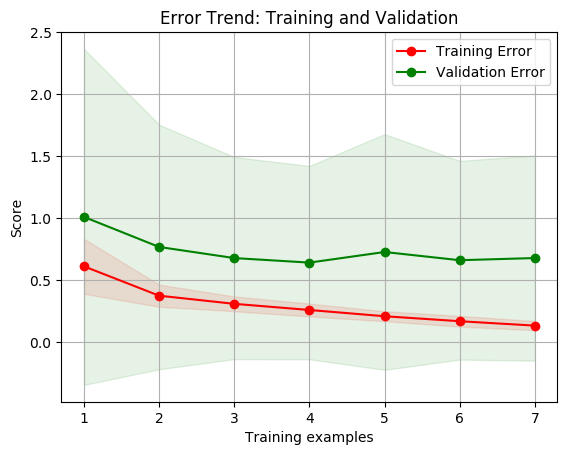 Error Trend: Training and Validation
Training Error
Validation Error
2.5
2.0
1.5
1.0
0.5
0.0
Score
1 2 3 4 5 6 7
Training examples